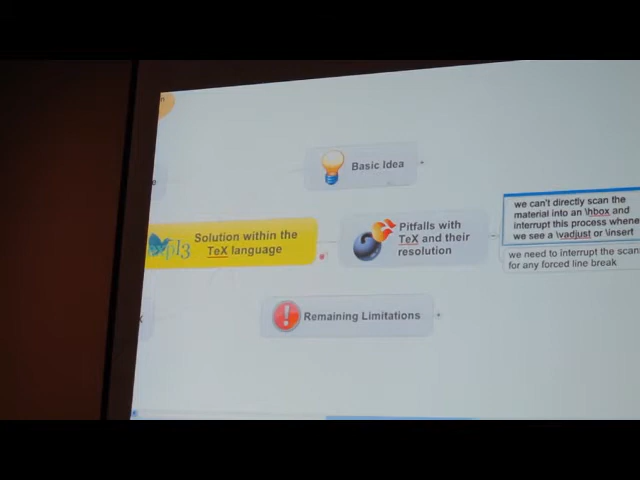 Basic Idea
Solution within the
TeX language
Pitfalls with
TeX and their
resolution
we can't directly scan the
material into an \hbox and
interrupt this process whene
we see a \vadjust or \insert
we need to interrupt the scan
for any forced line break
Remaining Limitations